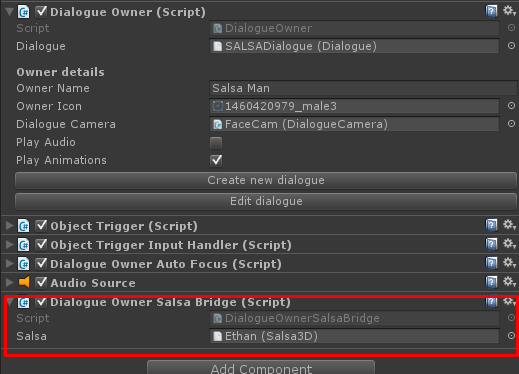 Dialogue Owner (Script)
Script DialogueOwner
Dialogue SALSADialogue (Dialogue)
Owner details
Owner Name Salsa Man
Owner Icon 1460420979_male3
Dialogue Camera FaceCam (DialogueCamera)
Play Audio
Play Animations
Create new dialogue
Edit dialogue
Object Trigger (Script)
Object Trigger Input Handler (Script)
Dialogue Owner Auto Focus (Script)
Audio Source
Dialogue Owner Salsa Bridge (Script)
Script DialogueOwnerSalsaBridge
Salsa Ethan (Salsa3D)
Add Component